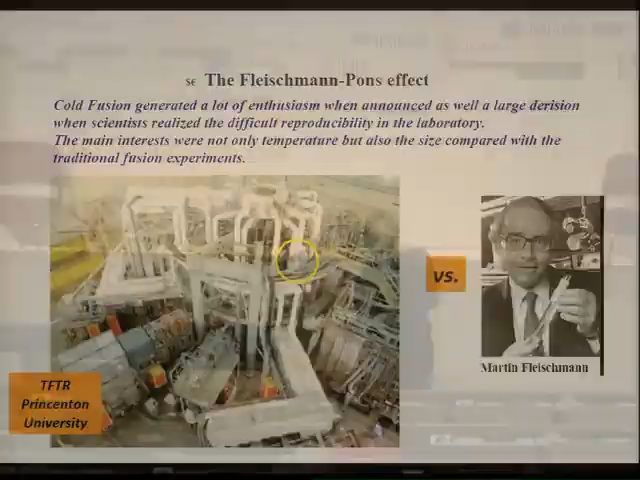 The Fleischmann-Pons effect
Cold Fusion generated a lot of enthusiasm when announced as well a large derision
when scientists realized the difficult reproducibility in the laboratory.
The main interests were not only temperature but also the size compared with the
traditional fusion experiments.
vs.
Martin Fleischmann
TFTR
Princenton
University